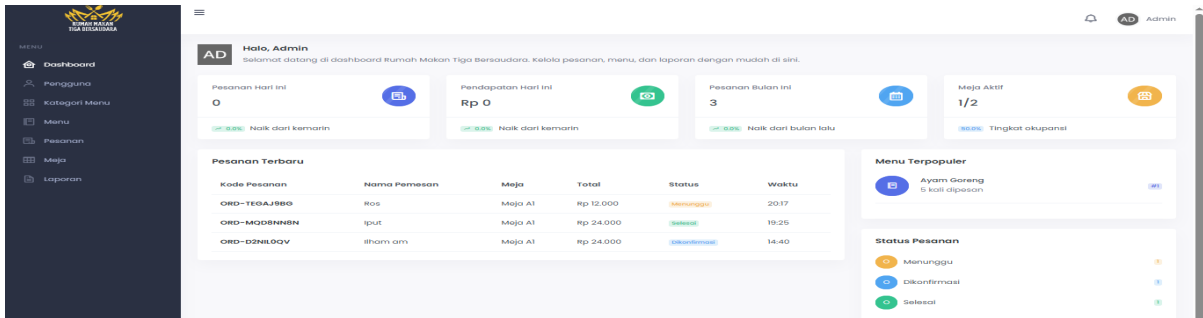 RUMAH MAKAN
TIGA BERSAUDARA
AD Admin
MENU
Dashboard
Pengguna
Kategori Menu
Menu
Pesanan
Meja
Laporan
AD
Halo, Admin
Selamat datang di dashboard Rumah Makan Tiga Bersaudara. Kelola pesanan, menu, dan laporan dengan mudah di sini.
Pesanan Hari Ini
0
0.0% Naik dari kemarin
Pendapatan Hari Ini
Rp 0
0.0% Naik dari kemarin
Pesanan Bulan Ini
3
0.0% Naik dari bulan lalu
Meja Aktif
1/2
50.0% Tingkat okupansi
Pesanan Terbaru
Kode Pesanan Nama Pemesan Meja Total Status Waktu
ORD-TEGAJ9BG Ros Meja A1 Rp 12.000 Menunggu 20:17
ORD-MQD8NN8N Iput Meja A1 Rp 24.000 Selesai 19:25
ORD-D2NIL0QV Ilham am Meja A1 Rp 24.000 Dikonfirmasi 14:40
Menu Terpopuler
Ayam Goreng #1
5 kali dipesan
Status Pesanan
Menunggu 1
Dikonfirmasi 1
Selesai 1